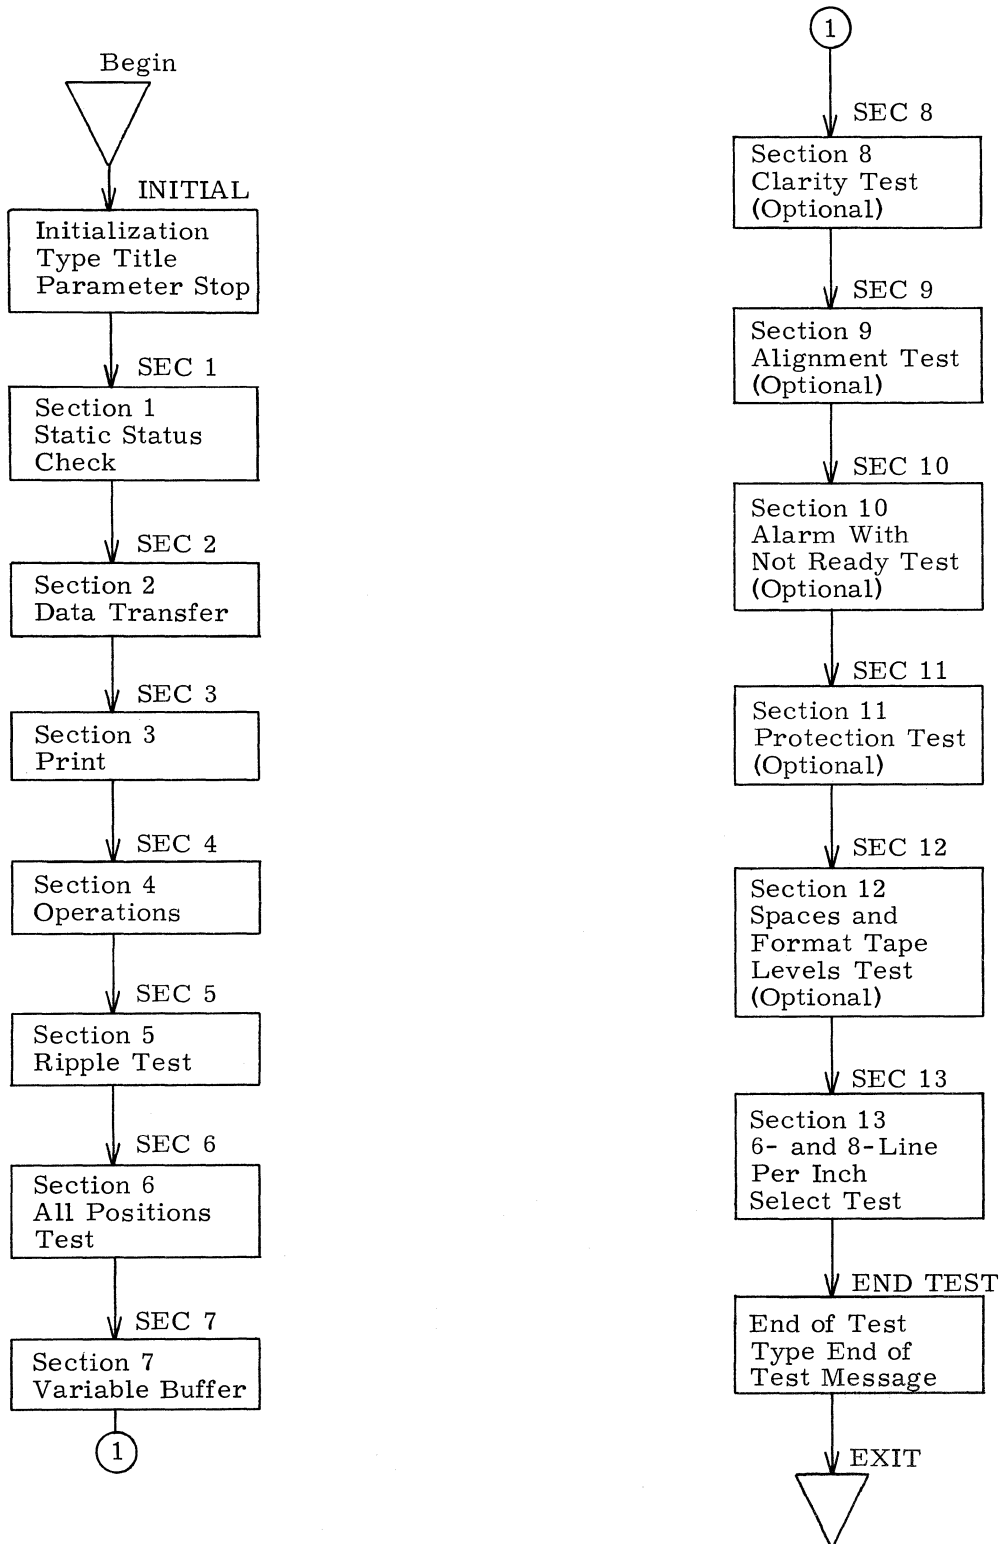 Begin
INITIAL
Initialization
Type Title
Parameter Stop
SEC 1
Section 1
Static Status
Check
SEC 2
Section 2
Data Transfer
SEC 3
Section 3
Print
SEC 4
Section 4
Operations
SEC 5
Section 5
Ripple Test
SEC 6
Section 6
All Positions
Test
SEC 7
Section 7
Variable Buffer
1
1
SEC 8
Section 8
Clarity Test
(Optional)
SEC 9
Section 9
Alignment Test
(Optional)
SEC 10
Section 10
Alarm With
Not Ready Test
(Optional)
SEC 11
Section 11
Protection Test
(Optional)
SEC 12
Section 12
Spaces and
Format Tape
Levels Test
(Optional)
SEC 13
Section 13
6- and 8-Line
Per Inch
Select Test
END TEST
End of Test
Type End of
Test Message
EXIT